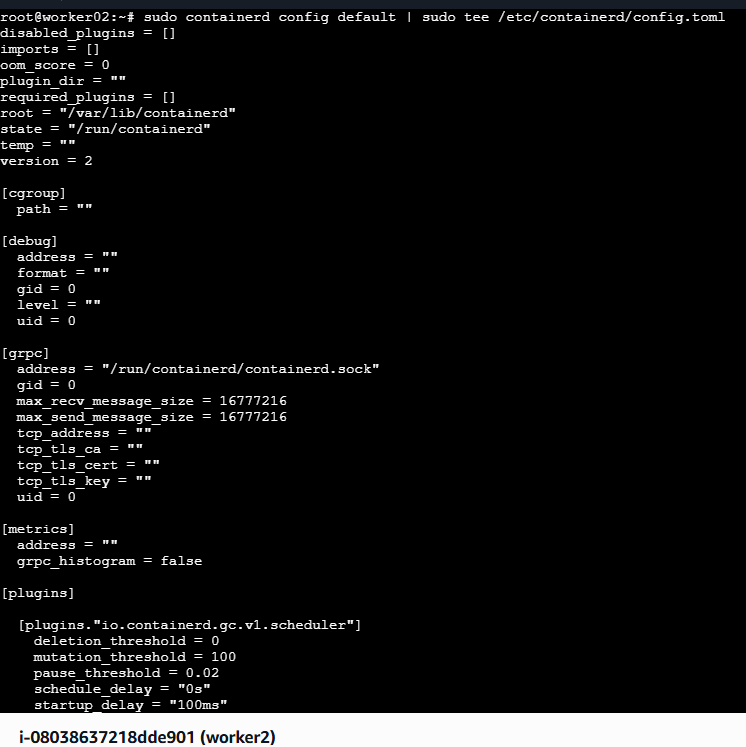 root@worker02:~# sudo containerd config default | sudo tee /etc/containerd/config.toml
disabled_plugins = []
imports = []
oom_score = 0
plugin_dir = ""
required_plugins = []
root = "/var/lib/containerd"
state = "/run/containerd"
temp = ""
version = 2

[cgroup]
  path = ""

[debug]
  address = ""
  format = ""
  gid = 0
  level = ""
  uid = 0

[grpc]
  address = "/run/containerd/containerd.sock"
  gid = 0
  max_recv_message_size = 16777216
  max_send_message_size = 16777216
  tcp_address = ""
  tcp_tls_ca = ""
  tcp_tls_cert = ""
  tcp_tls_key = ""
  uid = 0

[metrics]
  address = ""
  grpc_histogram = false

[plugins]

  [plugins."io.containerd.gc.v1.scheduler"]
    deletion_threshold = 0
    mutation_threshold = 100
    pause_threshold = 0.02
    schedule_delay = "0s"
    startup_delay = "100ms"
i-08038637218dde901 (worker2)